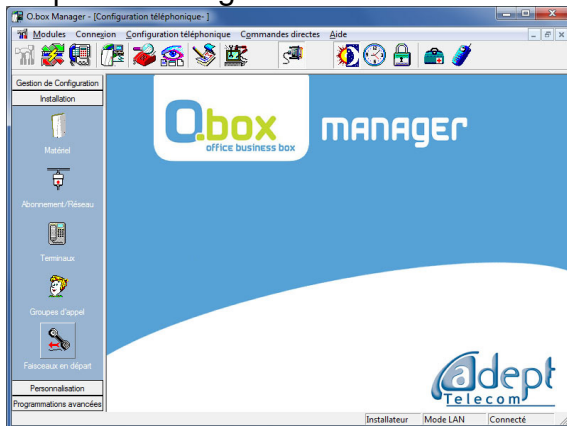 O.box Manager - [Configuration téléphonique- ]
Modules Connexion Configuration téléphonique Commandes directes Aide
Gestion de Configuration
Installation
Matériel
Abonnement/Réseau
Terminaux
Groupes d'appel
Faisceaux en départ
Personnalisation
Programmations avancées
O.box
office business box
manager
adept
Telecom
Installateur Mode LAN Connecté